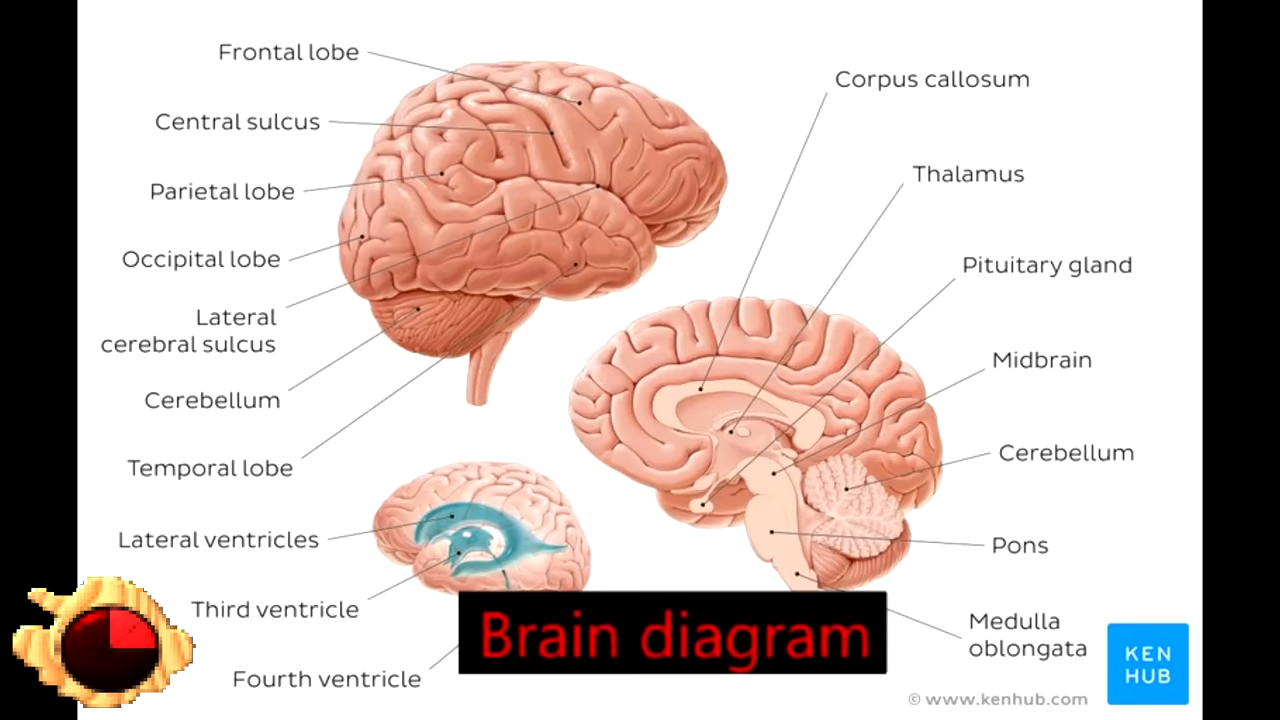 Frontal lobe
Central sulcus
Parietal lobe
Occipital lobe
Lateral
cerebral sulcus
Cerebellum
Temporal lobe
Lateral ventricles
Third ventricle
Fourth ventricle
Corpus callosum
Thalamus
Pituitary gland
Midbrain
Cerebellum
Pons
Medulla
oblongata
Brain diagram
KEN
HUB
© www.kenhub.com